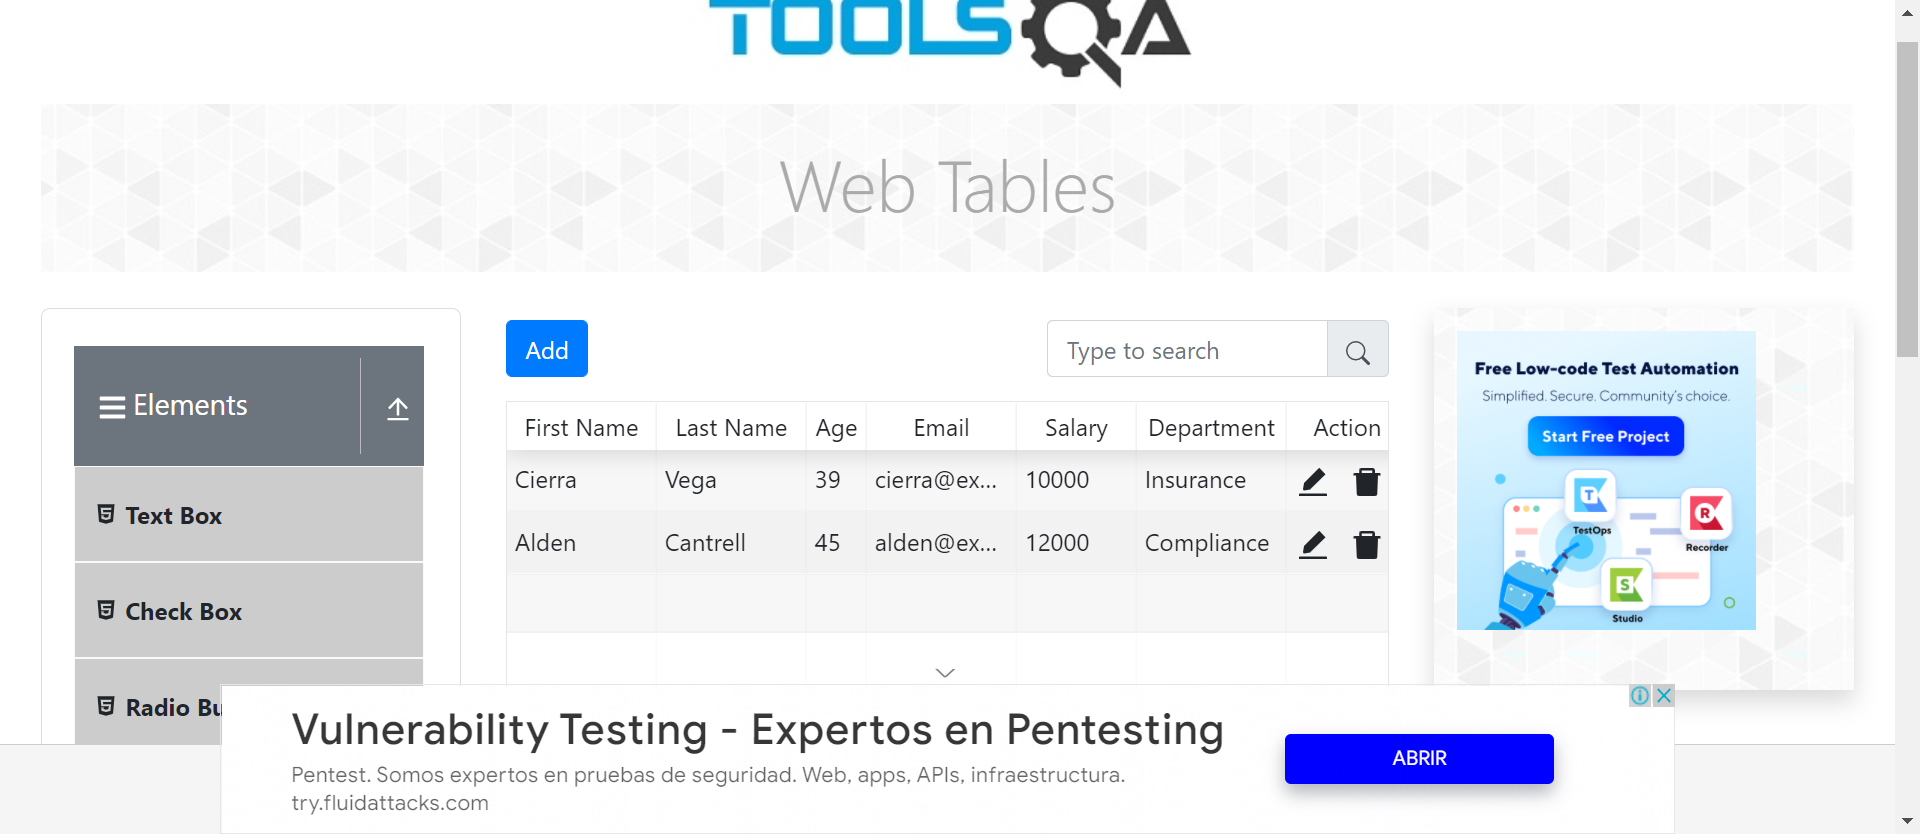 TOOLSQA
Web Tables
Elements
Text Box
Check Box
Radio Bu
Add
Type to search
First Name Last Name Age Email Salary Department Action
Cierra Vega 39 cierra@ex... 10000 Insurance
Alden Cantrell 45 alden@ex... 12000 Compliance
Free Low-code Test Automation
Simplified. Secure. Community's choice.
Start Free Project
T
TestOps
R
Recorder
S
Studio
Vulnerability Testing - Expertos en Pentesting
Pentest. Somos expertos en pruebas de seguridad. Web, apps, APIs, infraestructura.
try.fluidattacks.com
ABRIR